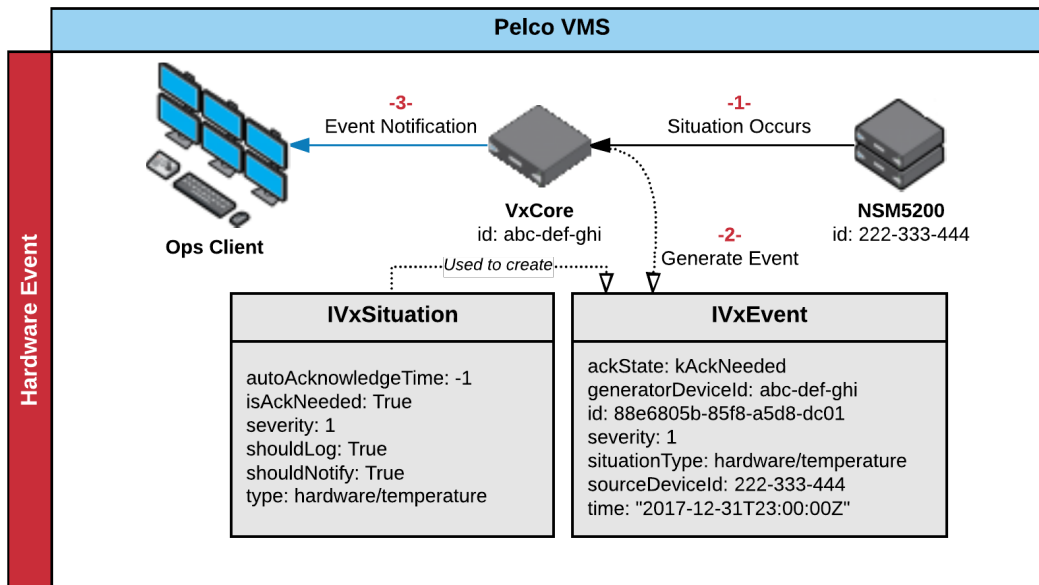 Pelco VMS
Hardware Event
-3-
Event Notification
-1-
Situation Occurs
Ops Client
VxCore
id: abc-def-ghi
NSM5200
id: 222-333-444
-2-
Generate Event
Used to create
IVxSituation
autoAcknowledgeTime: -1
isAckNeeded: True
severity: 1
shouldLog: True
shouldNotify: True
type: hardware/temperature
IVxEvent
ackState: kAckNeeded
generatorDeviceId: abc-def-ghi
id: 88e6805b-85f8-a5d8-dc01
severity: 1
situationType: hardware/temperature
sourceDeviceId: 222-333-444
time: "2017-12-31T23:00:00Z"